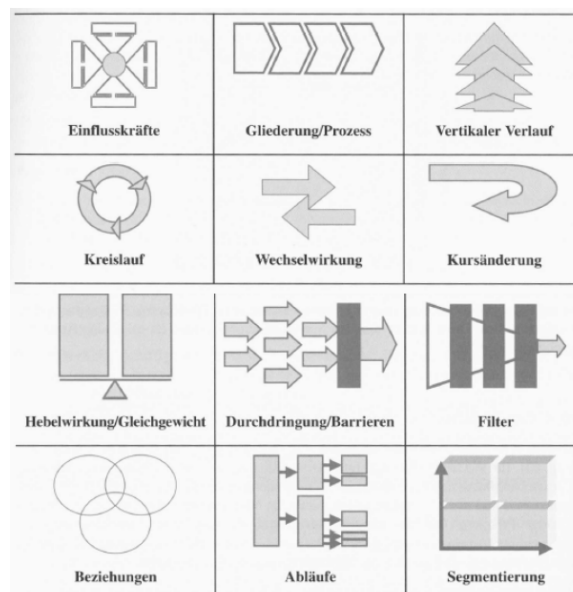 Einflusskräfte
Gliederung/Prozess
Vertikaler Verlauf
Kreislauf
Wechselwirkung
Kursänderung
Hebelwirkung/Gleichgewicht
Durchdringung/Barrieren
Filter
Beziehungen
Abläufe
Segmentierung